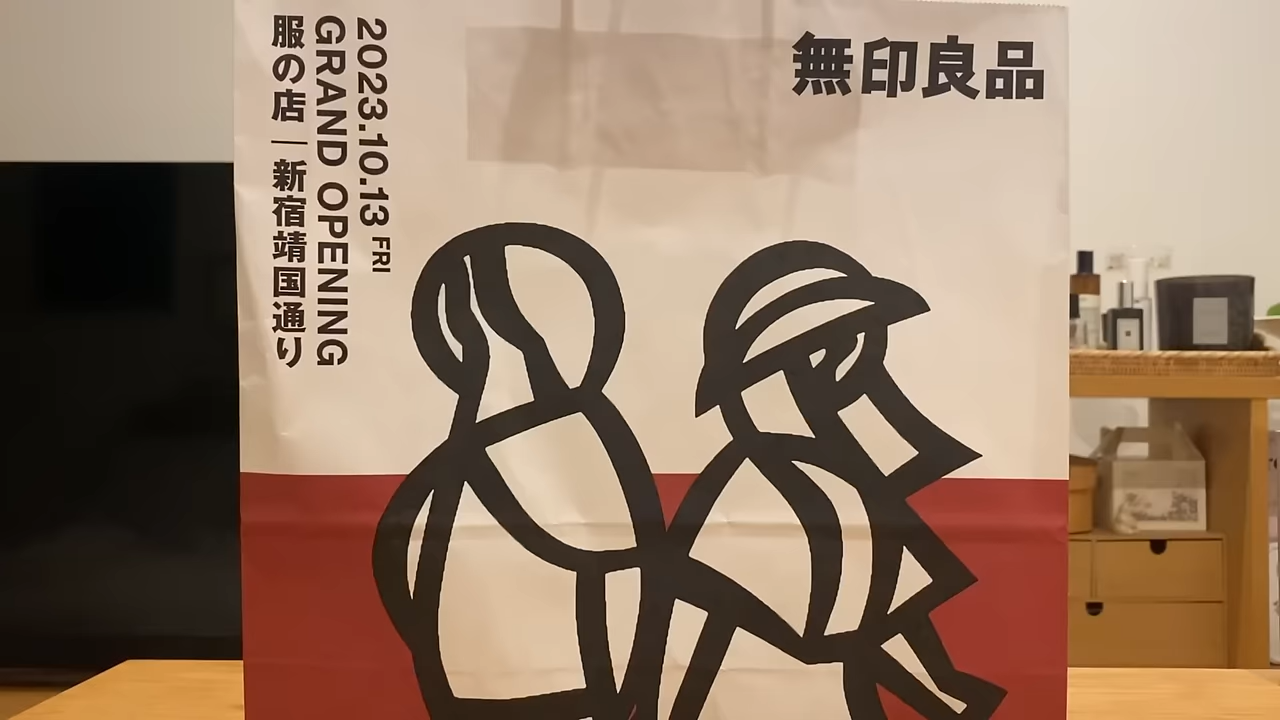 無印良品
2023.10.13 FRI
GRAND OPENING
服の店 ― 新宿靖国通り